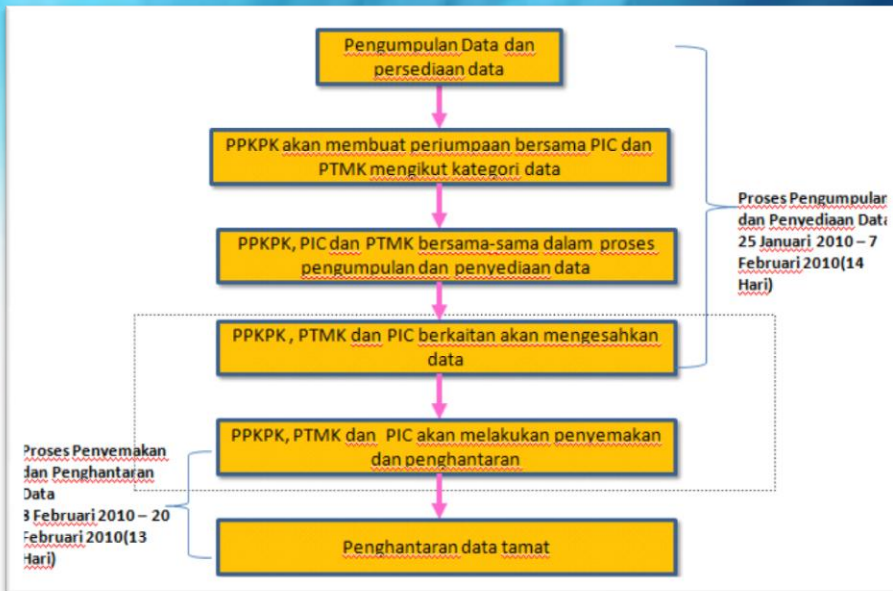 Pengumpulan Data dan
persediaan data
PPKPK akan membuat perjumpaan bersama PIC dan
PTMK mengikut kategori data
PPKPK, PIC dan PTMK bersama-sama dalam proses
pengumpulan dan penyediaan data
PPKPK , PTMK dan PIC berkaitan akan mengesahkan
data
PPKPK, PTMK dan PIC akan melakukan penyemakan
dan penghantaran
Penghantaran data tamat
Proses Pengumpulan
dan Penyediaan Data
25 Januari 2010 – 7
Februari 2010(14
Hari)
Proses Penyemakan
dan Penghantaran
Data
8 Februari 2010 – 20
Februari 2010(13
Hari)